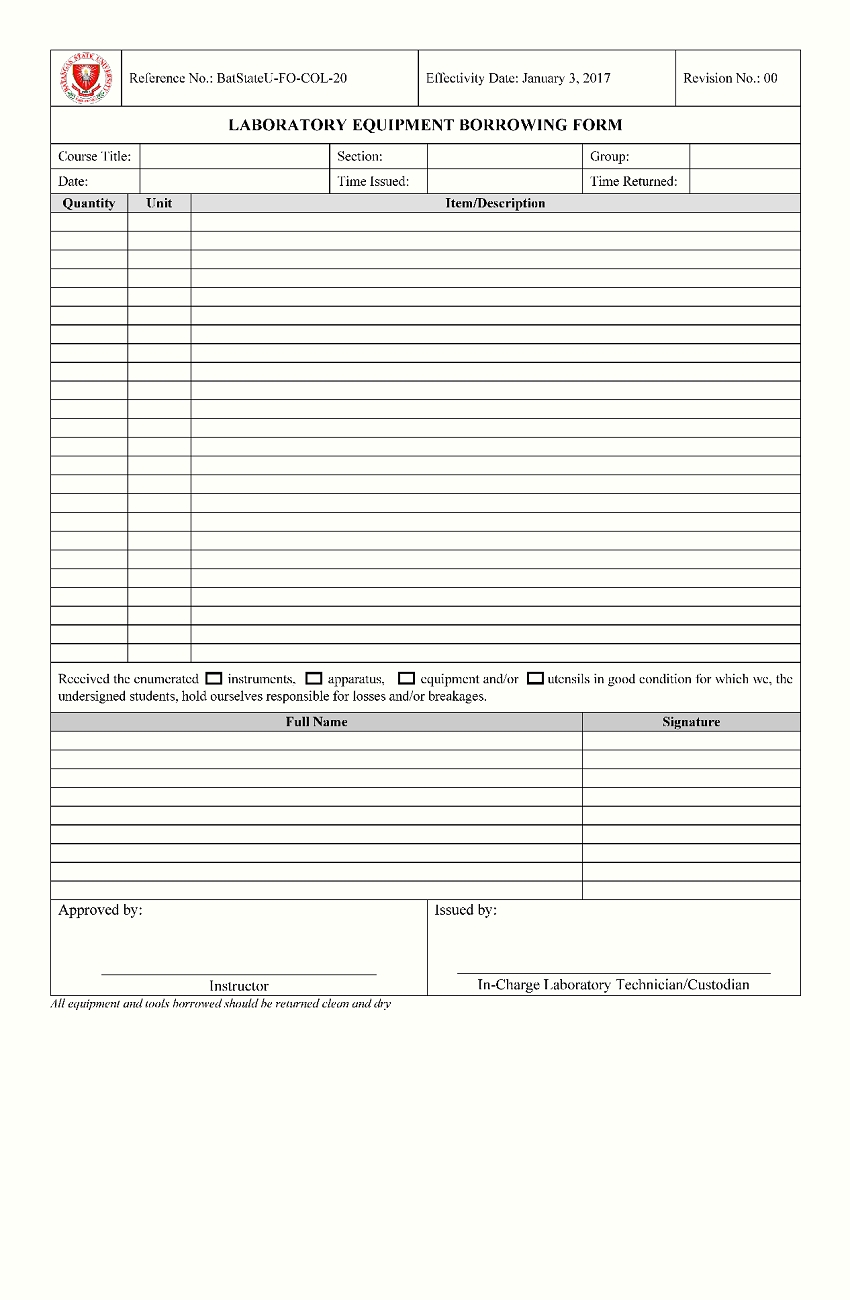 BATANGAS STATE UNIVERSITY
Reference No.: BatStateU-FO-COL-20 Effectivity Date: January 3, 2017 Revision No.: 00
LABORATORY EQUIPMENT BORROWING FORM
Course Title: Section: Group:
Date: Time Issued: Time Returned:
Quantity Unit Item/Description
Received the enumerated instruments, apparatus, equipment and/or utensils in good condition for which we, the
undersigned students, hold ourselves responsible for losses and/or breakages.
Full Name Signature
Approved by: Issued by:
Instructor In-Charge Laboratory Technician/Custodian
All equipment and tools borrowed should be returned clean and dry